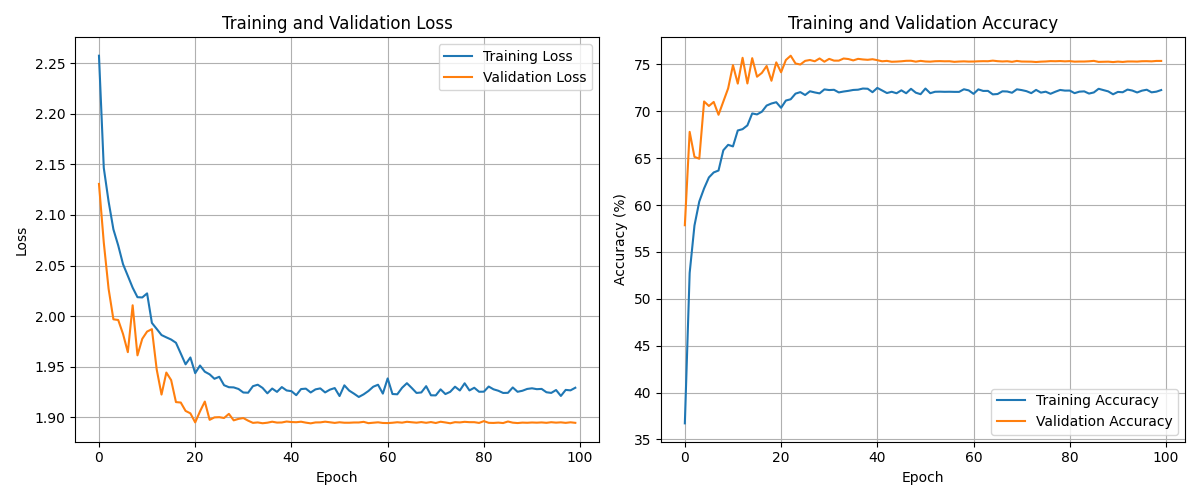 Training and Validation Loss
Training Loss
Validation Loss
2.25
2.20
2.15
2.10
2.05
2.00
1.95
1.90
Loss
0 20 40 60 80 100
Epoch
Training and Validation Accuracy
75
70
65
60
55
50
45
40
35
Accuracy (%)
Training Accuracy
Validation Accuracy
0 20 40 60 80 100
Epoch